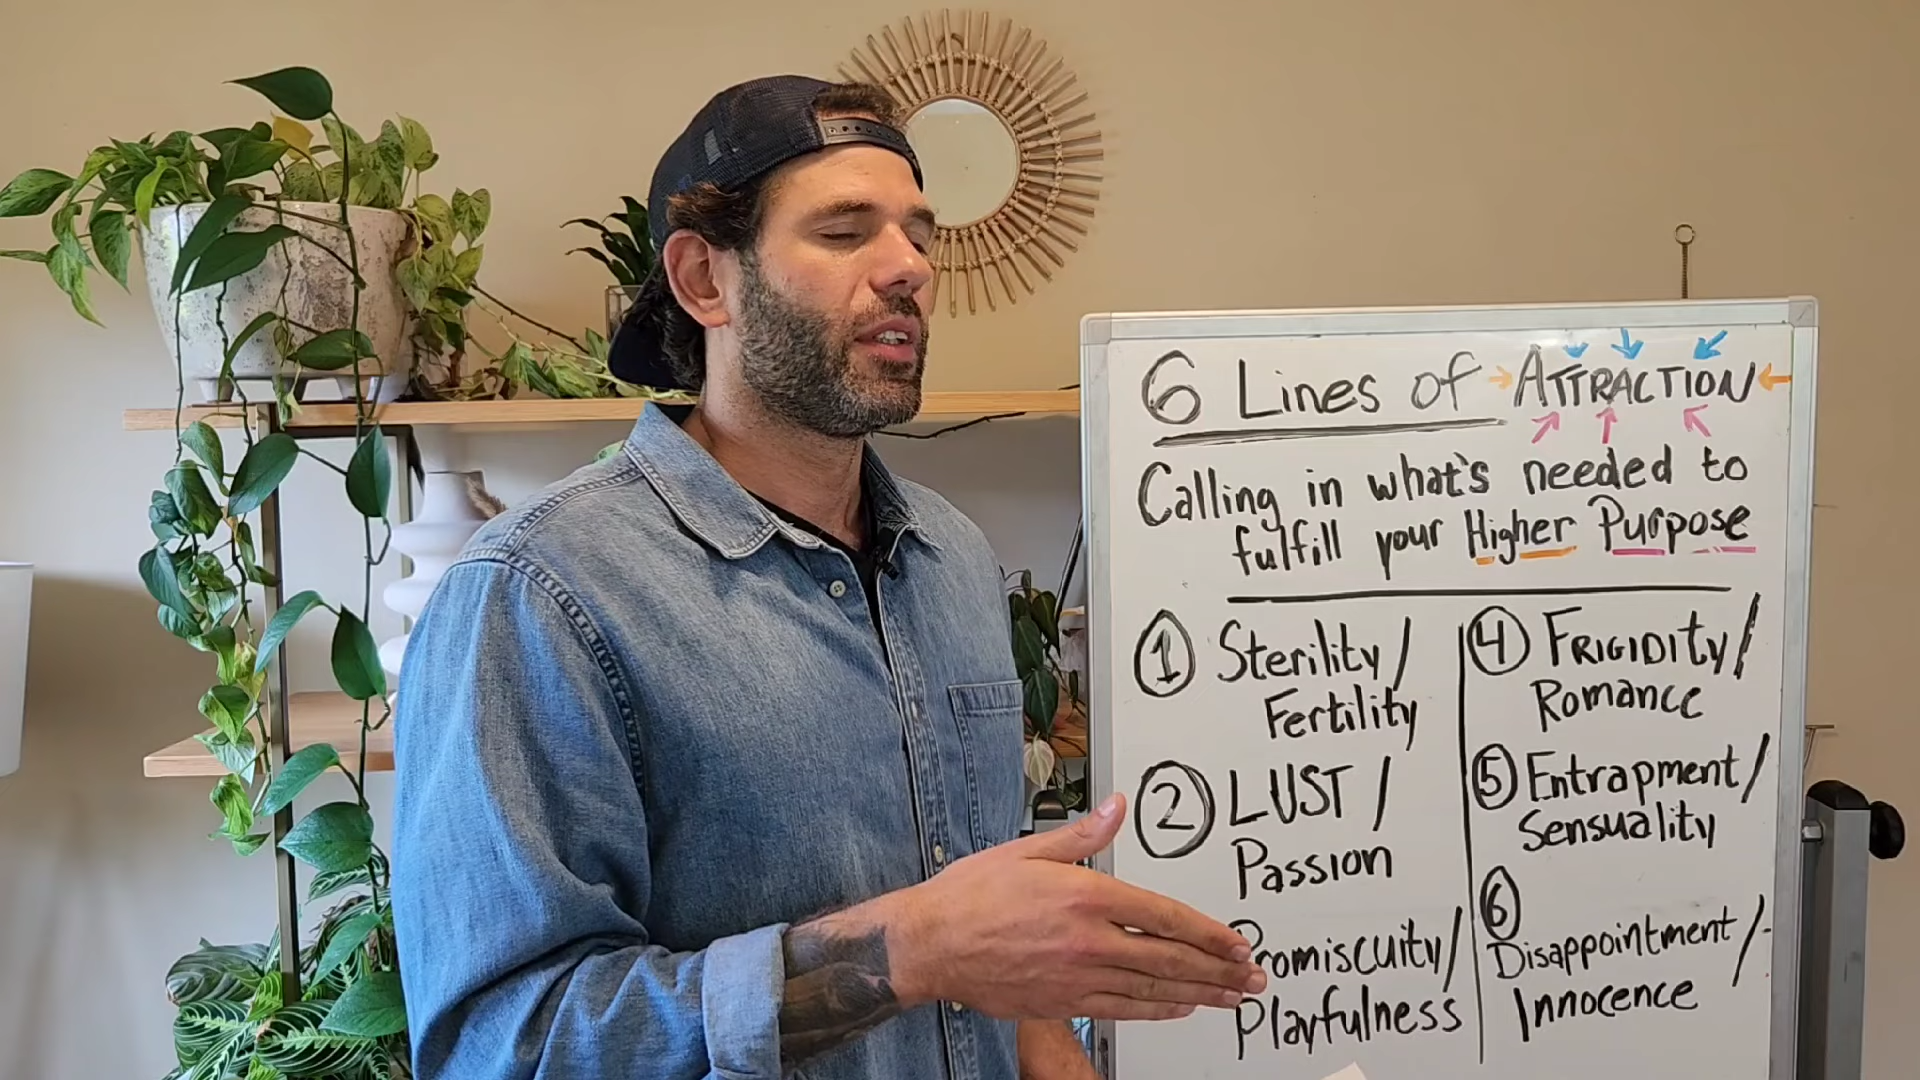 6 Lines of ATTRACTION
Calling in what's needed to
fulfill your Higher Purpose
1 Sterility/
Fertility
2 LUST/
Passion
Promiscuity/
Playfulness
4 FRIGIDITY/
Romance
5 Entrapment/
Sensuality
6
Disappointment/
Innocence